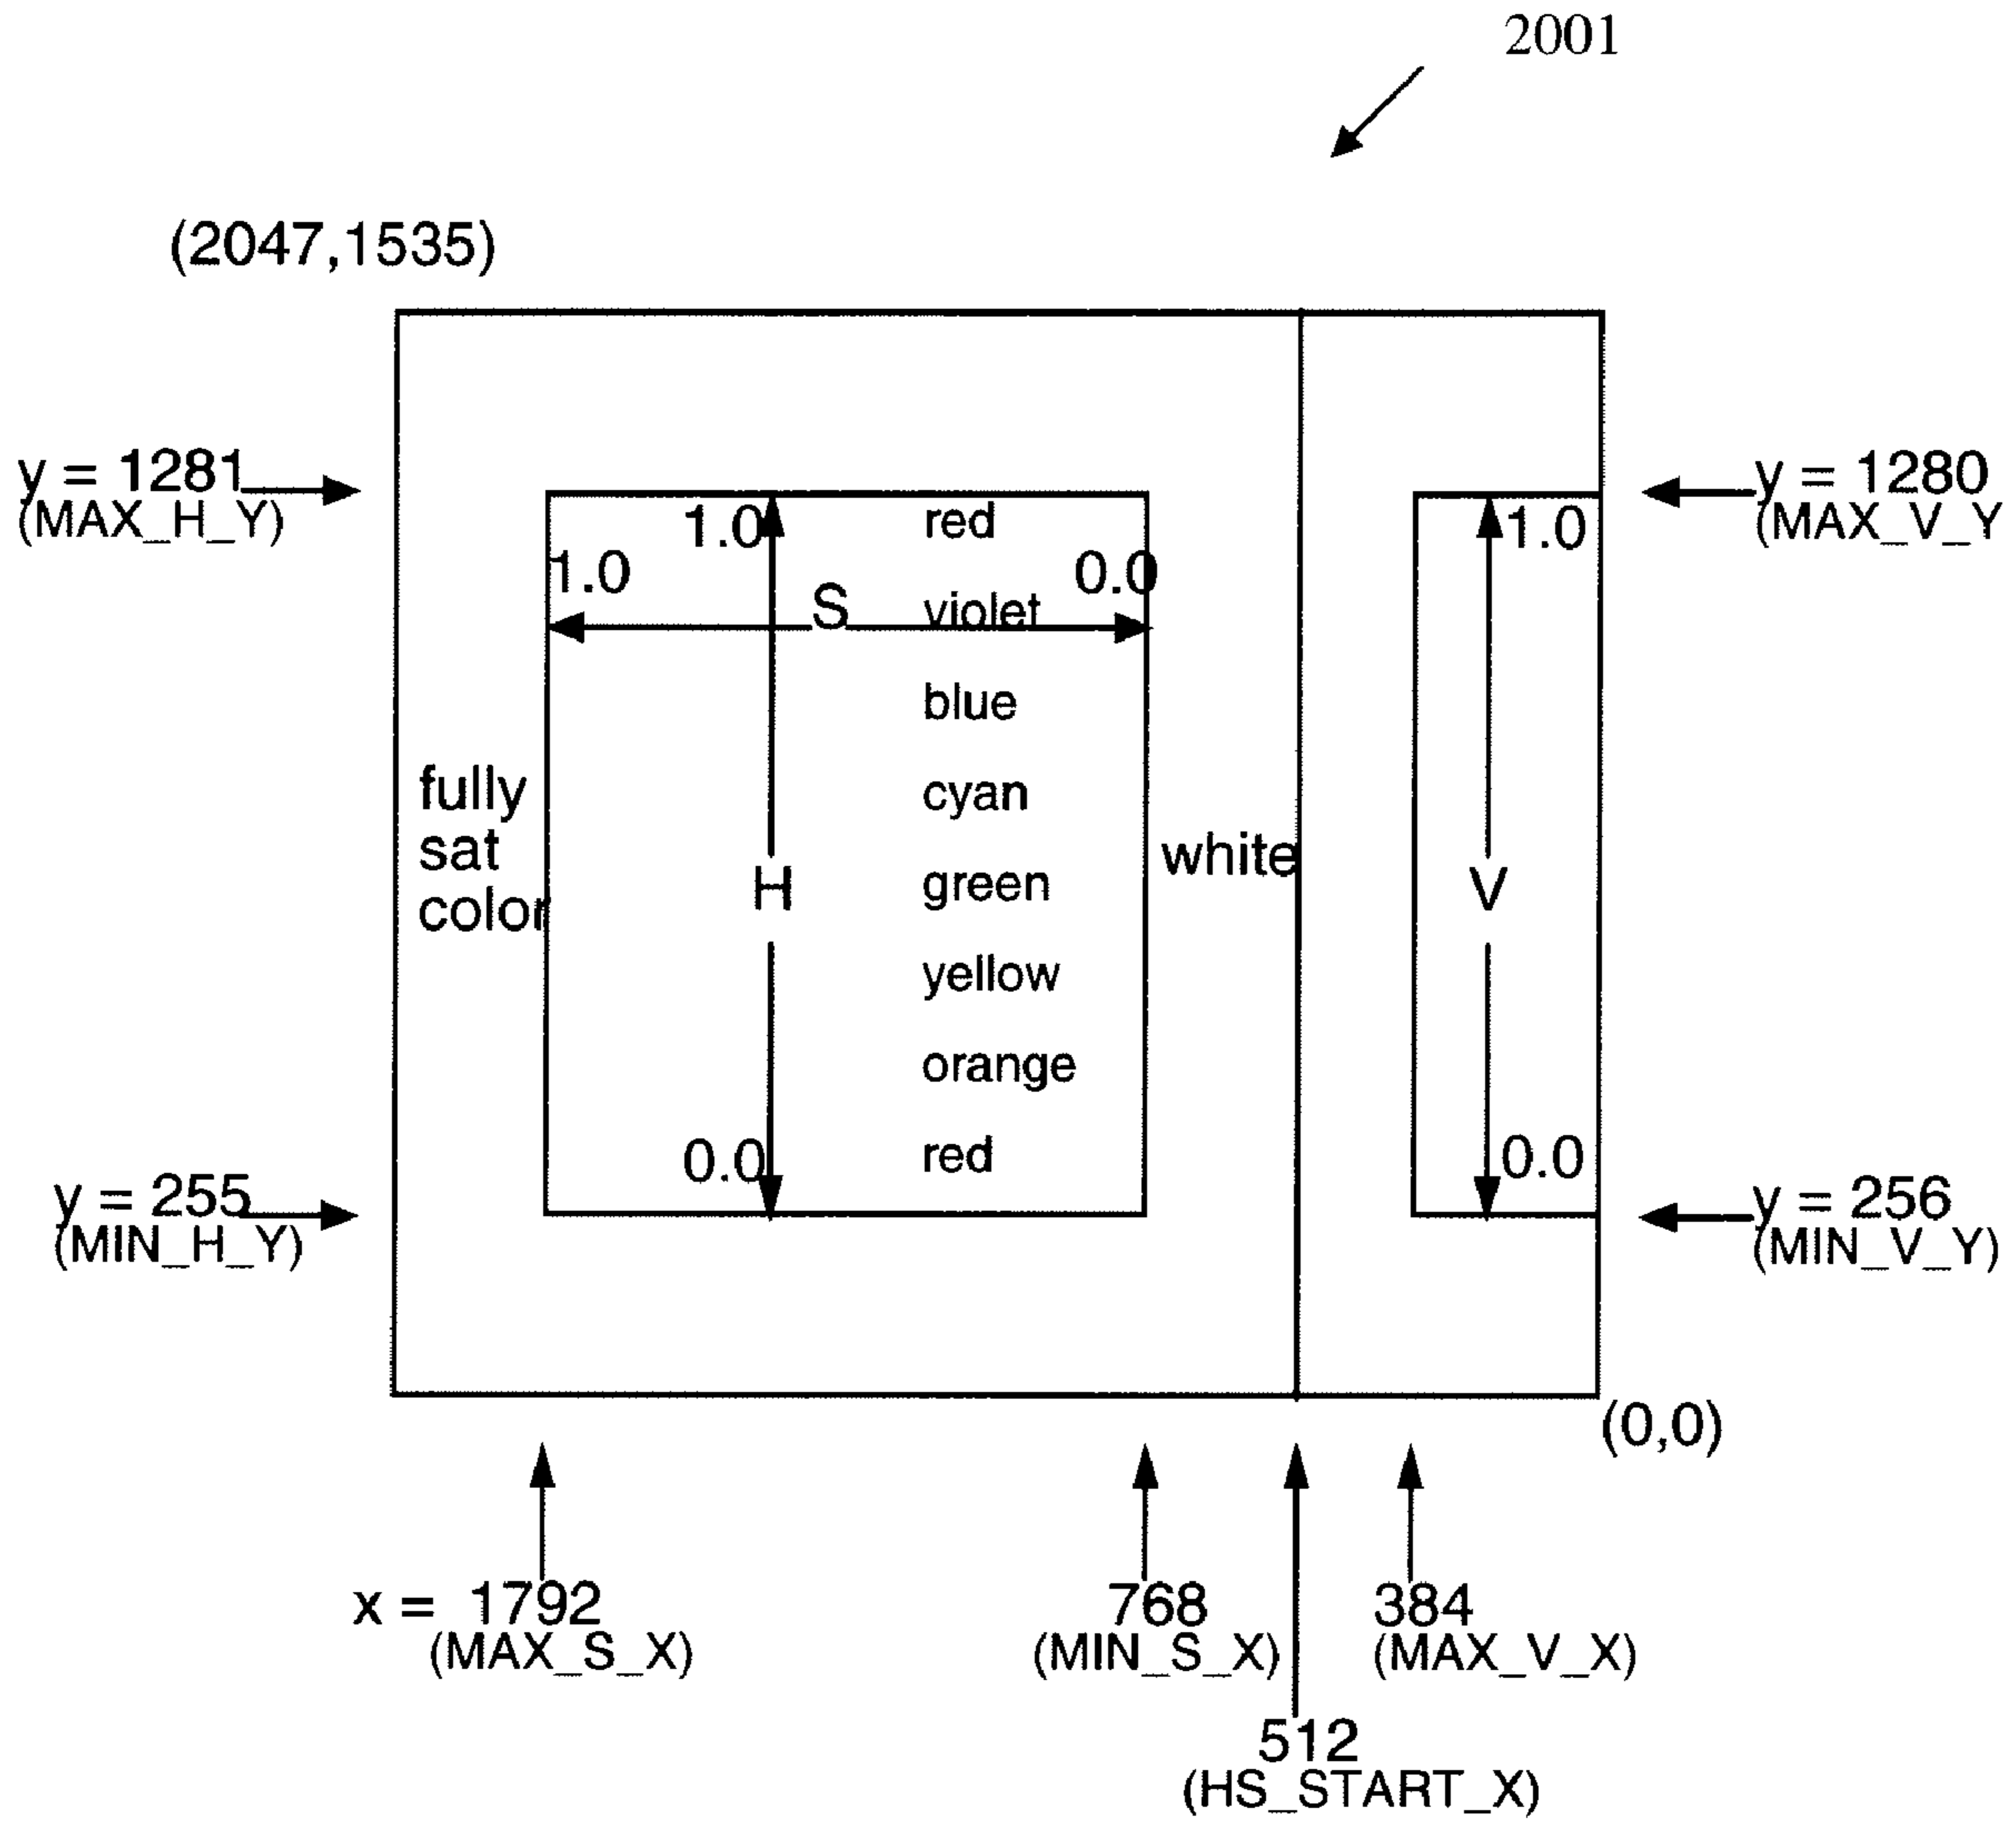 2001
(2047,1535)
y = 1281
(MAX_H_Y)
y = 1280
(MAX_V_Y
1.0
red
1.0
1.0
0.0
S
violet
blue
fully
sat
color
cyan
white
H
green
V
yellow
orange
0.0
red
0.0
y = 255
(MIN_H_Y)
y = 256
(MIN_V_Y)
(0,0)
x = 1792
(MAX_S_X)
768
(MIN_S_X)
384
(MAX_V_X)
512
(HS_START_X)